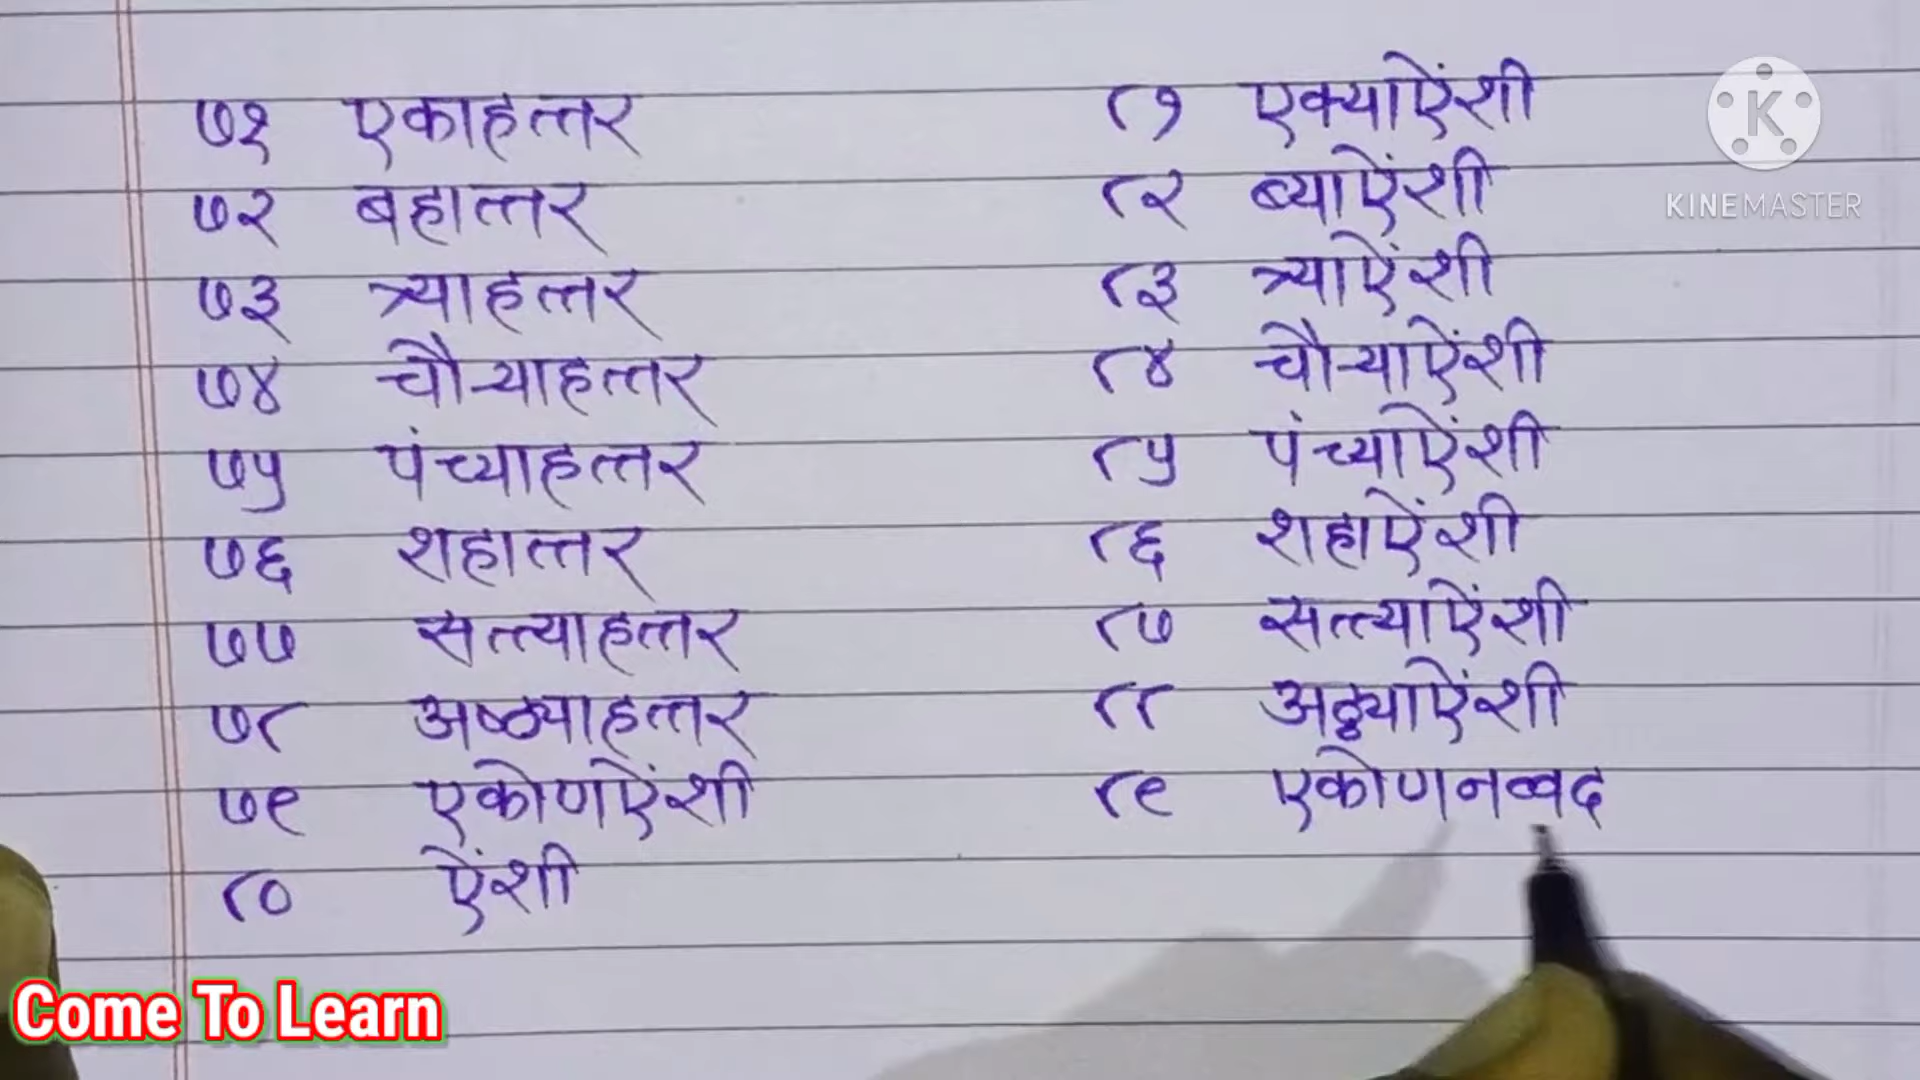 ७१ एकाहत्तर
७२ बहात्तर
७३ त्र्याहत्तर
७४ चौऱ्याहत्तर
७५ पंच्याहत्तर
७६ शहात्तर
७७ सत्त्याहत्तर
७८ अष्ठ्याहत्तर
७९ एकोणऐंशी
८० ऐंशी
८१ एक्याऐंशी
८२ ब्याऐंशी
८३ त्र्याऐंशी
८४ चौऱ्याऐंशी
८५ पंच्याऐंशी
८६ शहाऐंशी
८७ सत्त्याऐंशी
८८ अठ्ठ्याऐंशी
८९ एकोणनव्वद
K
KINEMASTER
Come To Learn